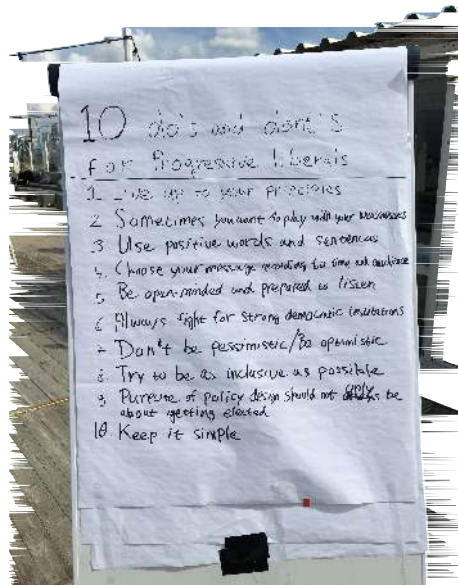 10 do's and dont's
for Progressive liberals
1. Live up to your principles
2 Sometimes you want to play with your weaknesses
3 Use positive words and sentences
4. Choose your message according to time and audience
5 Be open-minded and prepared to listen
6 Always fight for strong democratic institutions
7 Don't be pessimistic/Be optimistic
8 Try to be as inclusive as possible
9. Pursute of policy design should not only be
about getting elected
10 Keep it simple